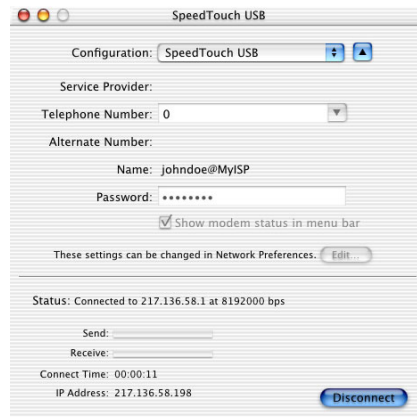 SpeedTouch USB
Configuration: SpeedTouch USB
Service Provider:
Telephone Number: 0
Alternate Number:
Name: johndoe@MyISP
Password: ••••••••
Show modem status in menu bar
These settings can be changed in Network Preferences. Edit...
Status: Connected to 217.136.58.1 at 8192000 bps
Send:
Receive:
Connect Time: 00:00:11
IP Address: 217.136.58.198
Disconnect